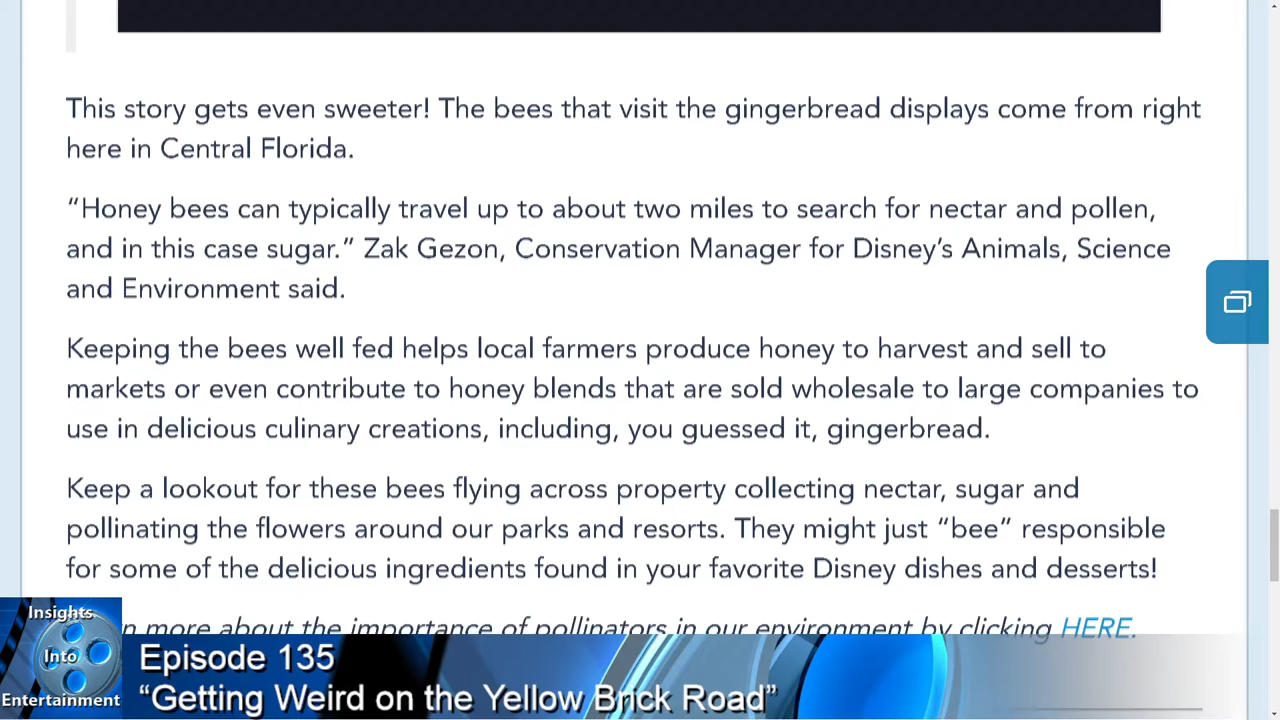 This story gets even sweeter! The bees that visit the gingerbread displays come from right
here in Central Florida.
“Honey bees can typically travel up to about two miles to search for nectar and pollen,
and in this case sugar.” Zak Gezon, Conservation Manager for Disney’s Animals, Science
and Environment said.
Keeping the bees well fed helps local farmers produce honey to harvest and sell to
markets or even contribute to honey blends that are sold wholesale to large companies to
use in delicious culinary creations, including, you guessed it, gingerbread.
Keep a lookout for these bees flying across property collecting nectar, sugar and
pollinating the flowers around our parks and resorts. They might just “bee” responsible
for some of the delicious ingredients found in your favorite Disney dishes and desserts!
more about the importance of pollinators in our environment by clicking HERE.
Insights
Into
Entertainment
Episode 135
“Getting Weird on the Yellow Brick Road”